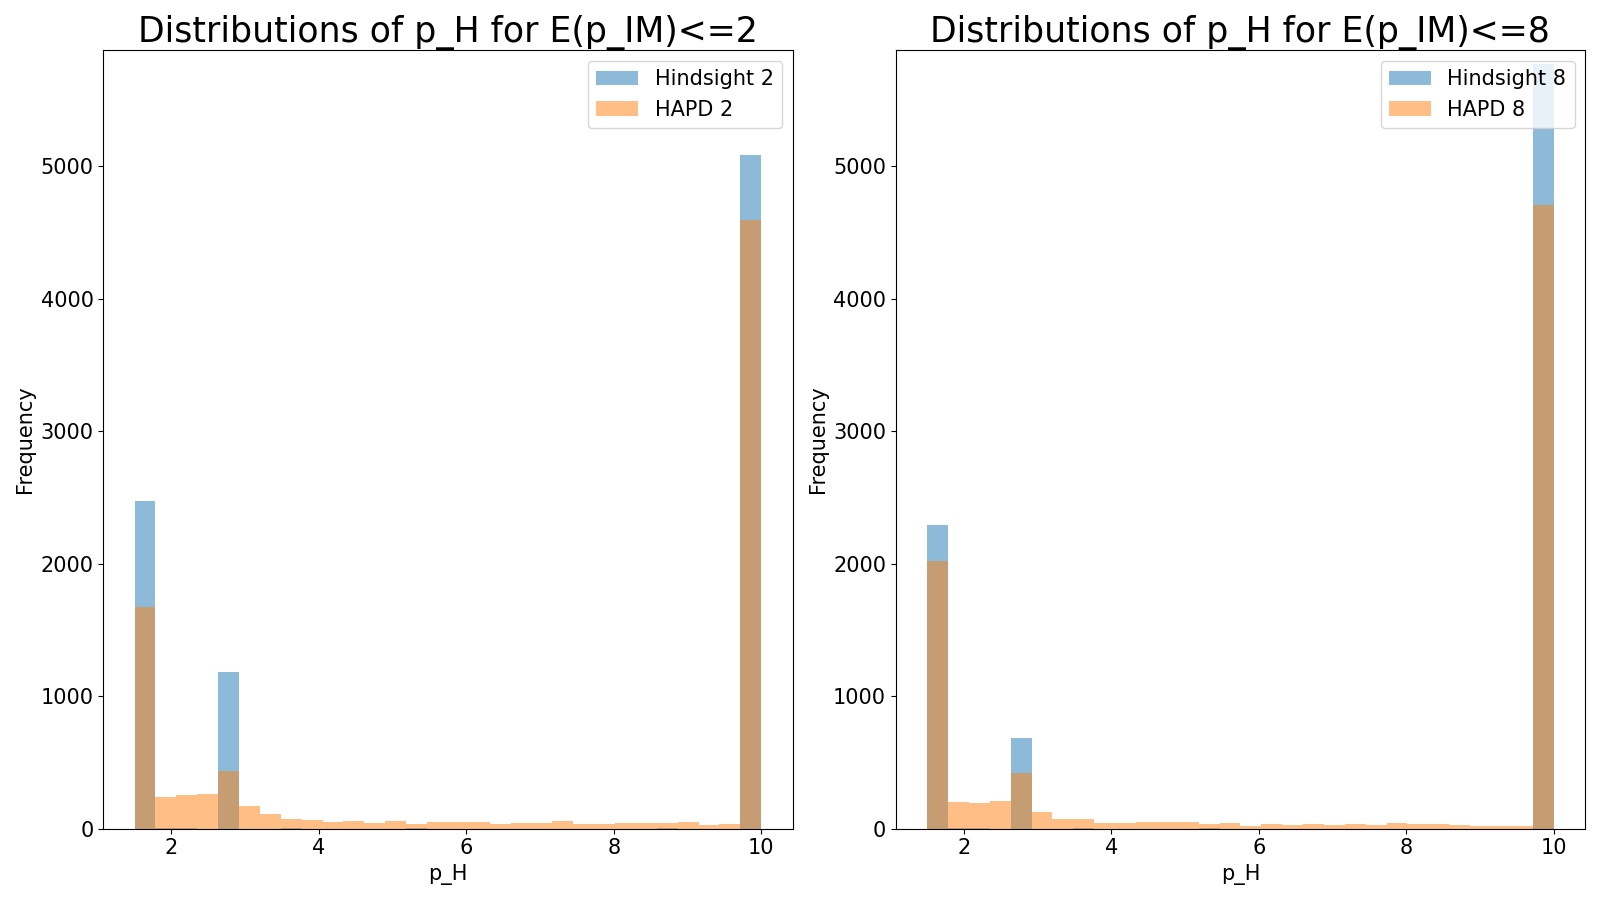 Distributions of p_H for E(p_IM)<=2
Hindsight 2
HAPD 2
5000
4000
3000
2000
1000
0
Frequency
2 4 6 8 10
p_H
Distributions of p_H for E(p_IM)<=8
Hindsight 8
HAPD 8
5000
4000
3000
2000
1000
0
Frequency
2 4 6 8 10
p_H